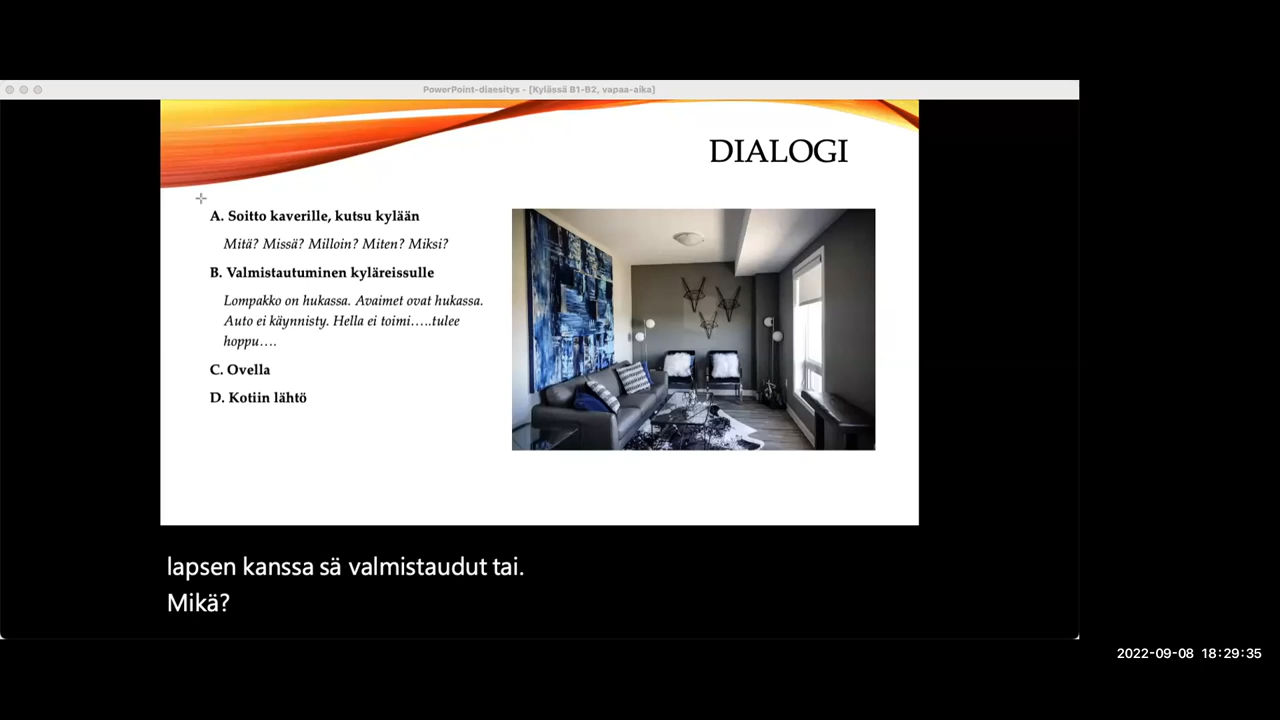 PowerPoint-diaesitys - [Kylässä B1-B2, vapaa-aika]
DIALOGI
A. Soitto kaverille, kutsu kylään
Mitä? Missä? Milloin? Miten? Miksi?
B. Valmistautuminen kyläreissulle
Lompakko on hukassa. Avaimet ovat hukassa.
Auto ei käynnisty. Hella ei toimi…..tulee
hoppu….
C. Ovella
D. Kotiin lähtö
lapsen kanssa sä valmistaudut tai.
Mikä?
2022-09-08 18:29:35